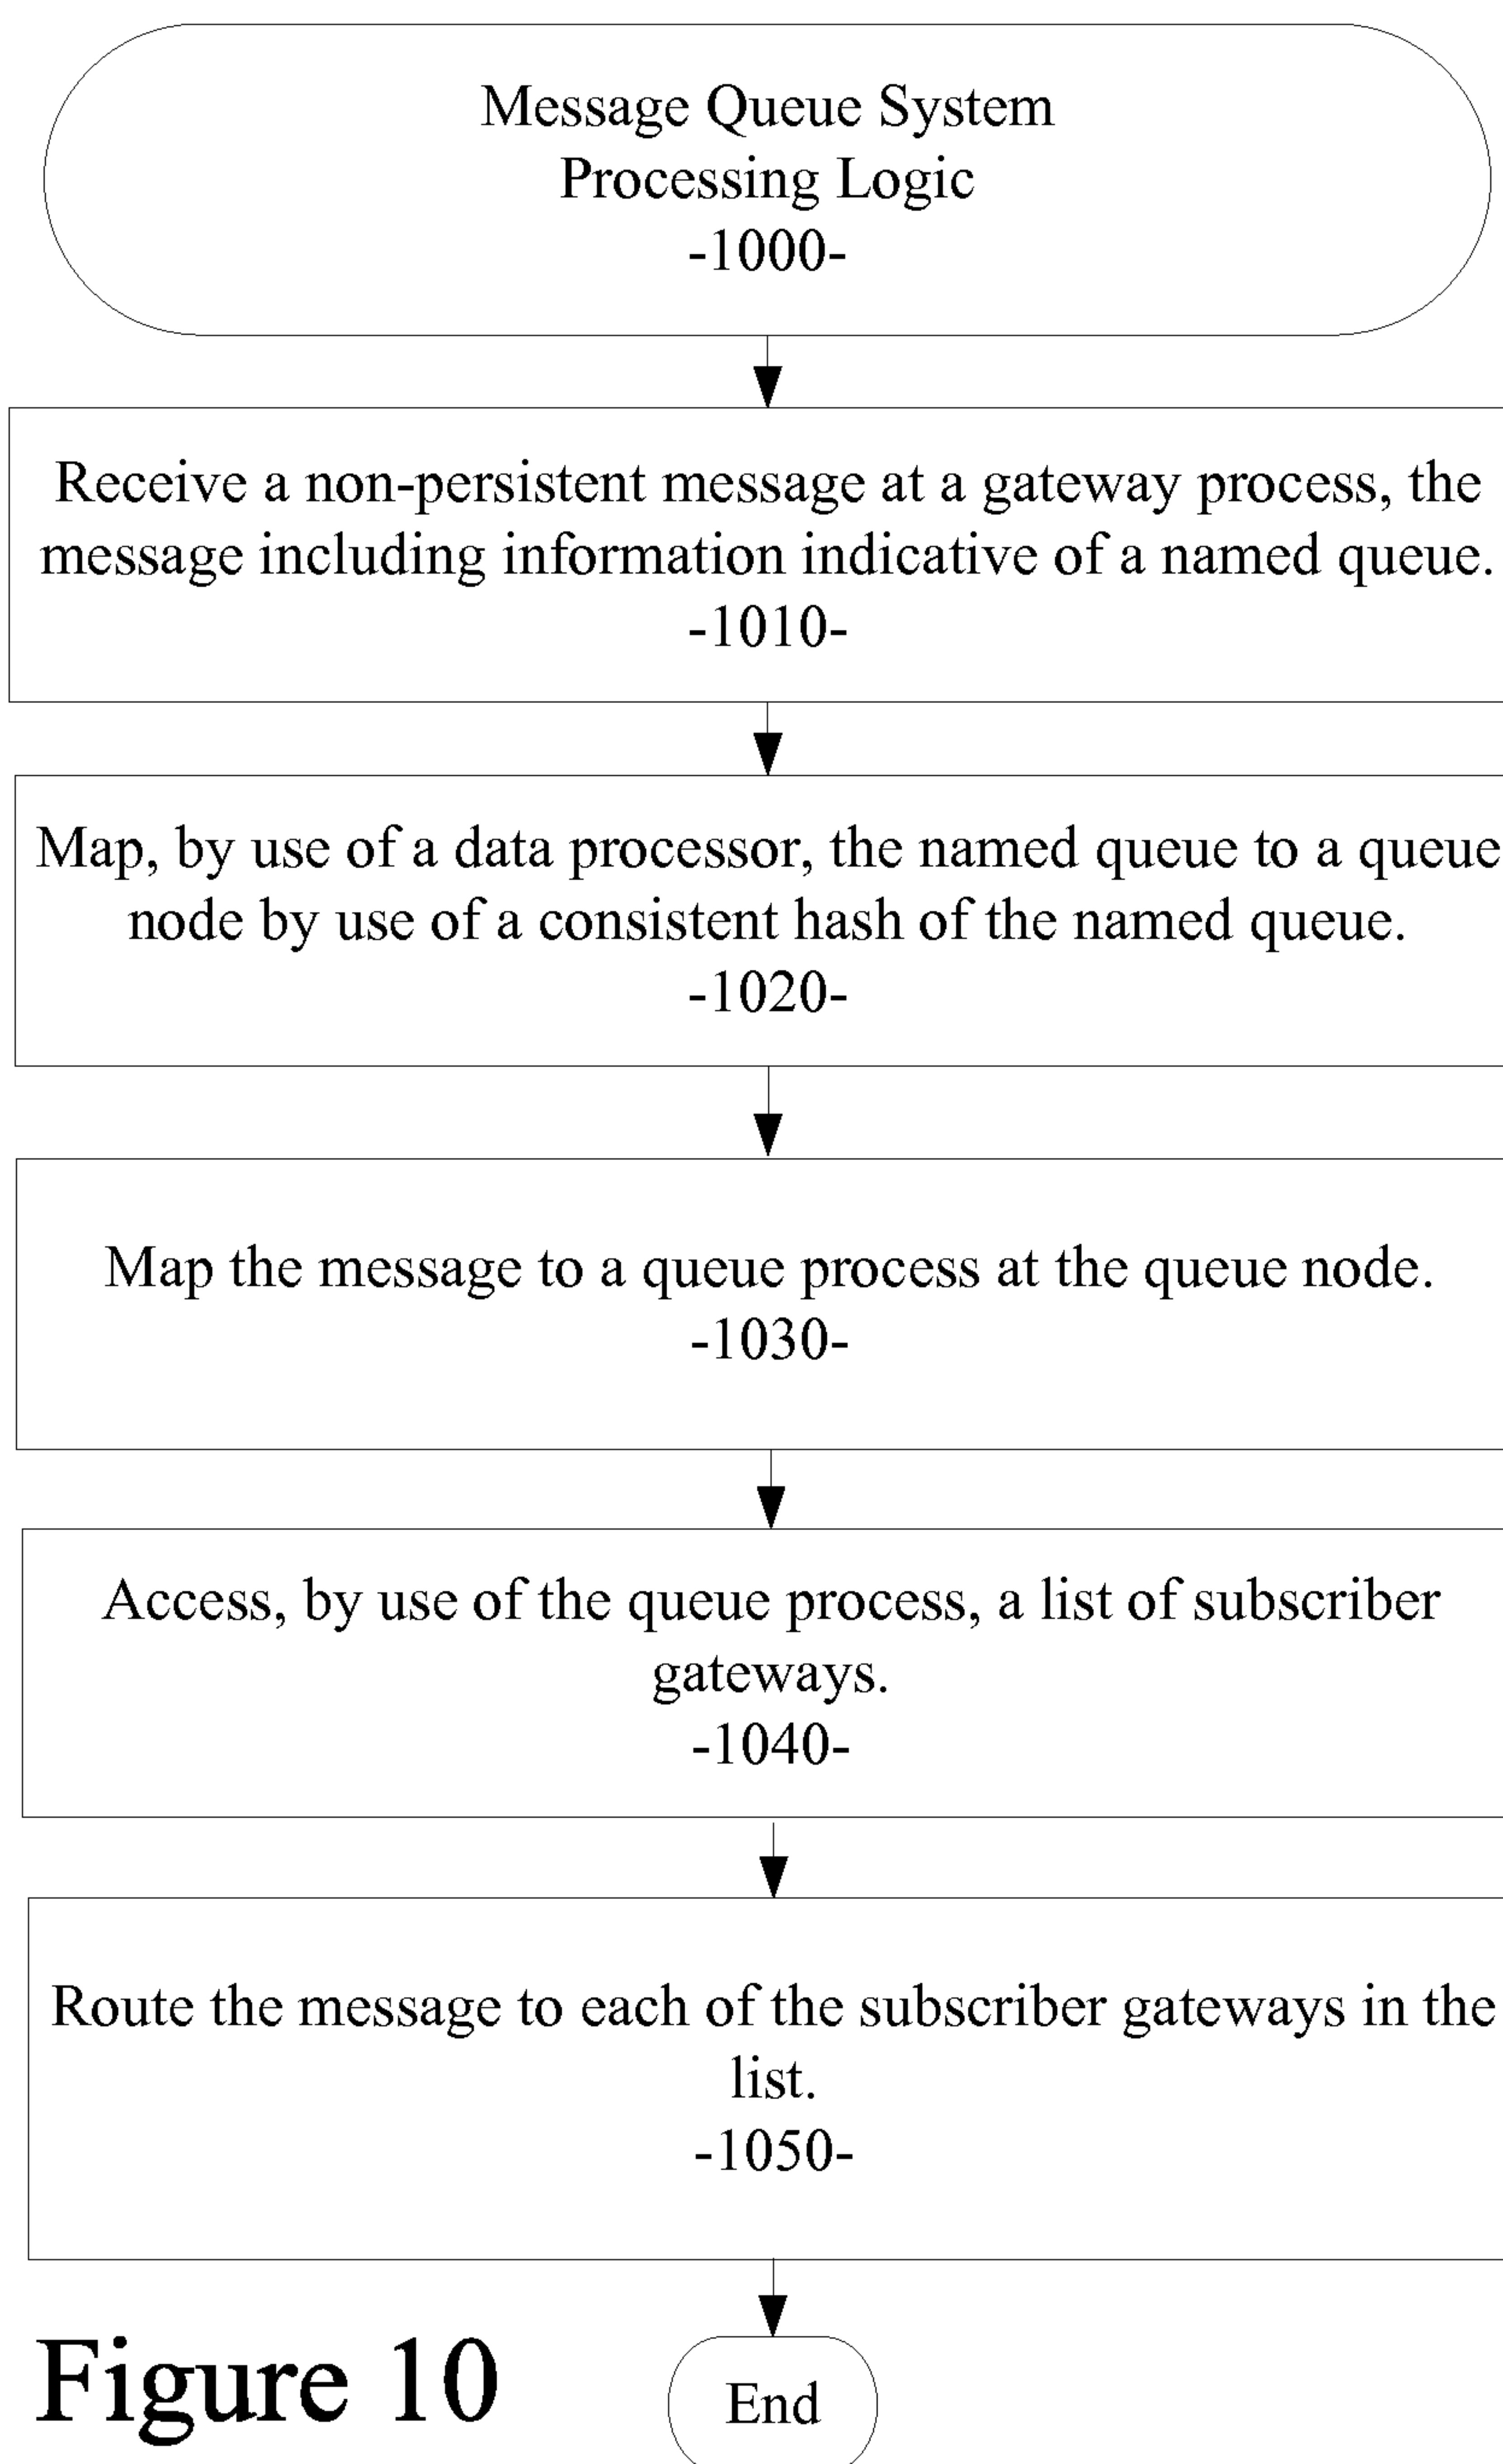 Message Queue System
Processing Logic
-1000-
Receive a non-persistent message at a gateway process, the
message including information indicative of a named queue.
-1010-
Map, by use of a data processor, the named queue to a queue
node by use of a consistent hash of the named queue.
-1020-
Map the message to a queue process at the queue node.
-1030-
Access, by use of the queue process, a list of subscriber
gateways.
-1040-
Route the message to each of the subscriber gateways in the
list.
-1050-
Figure 10
End